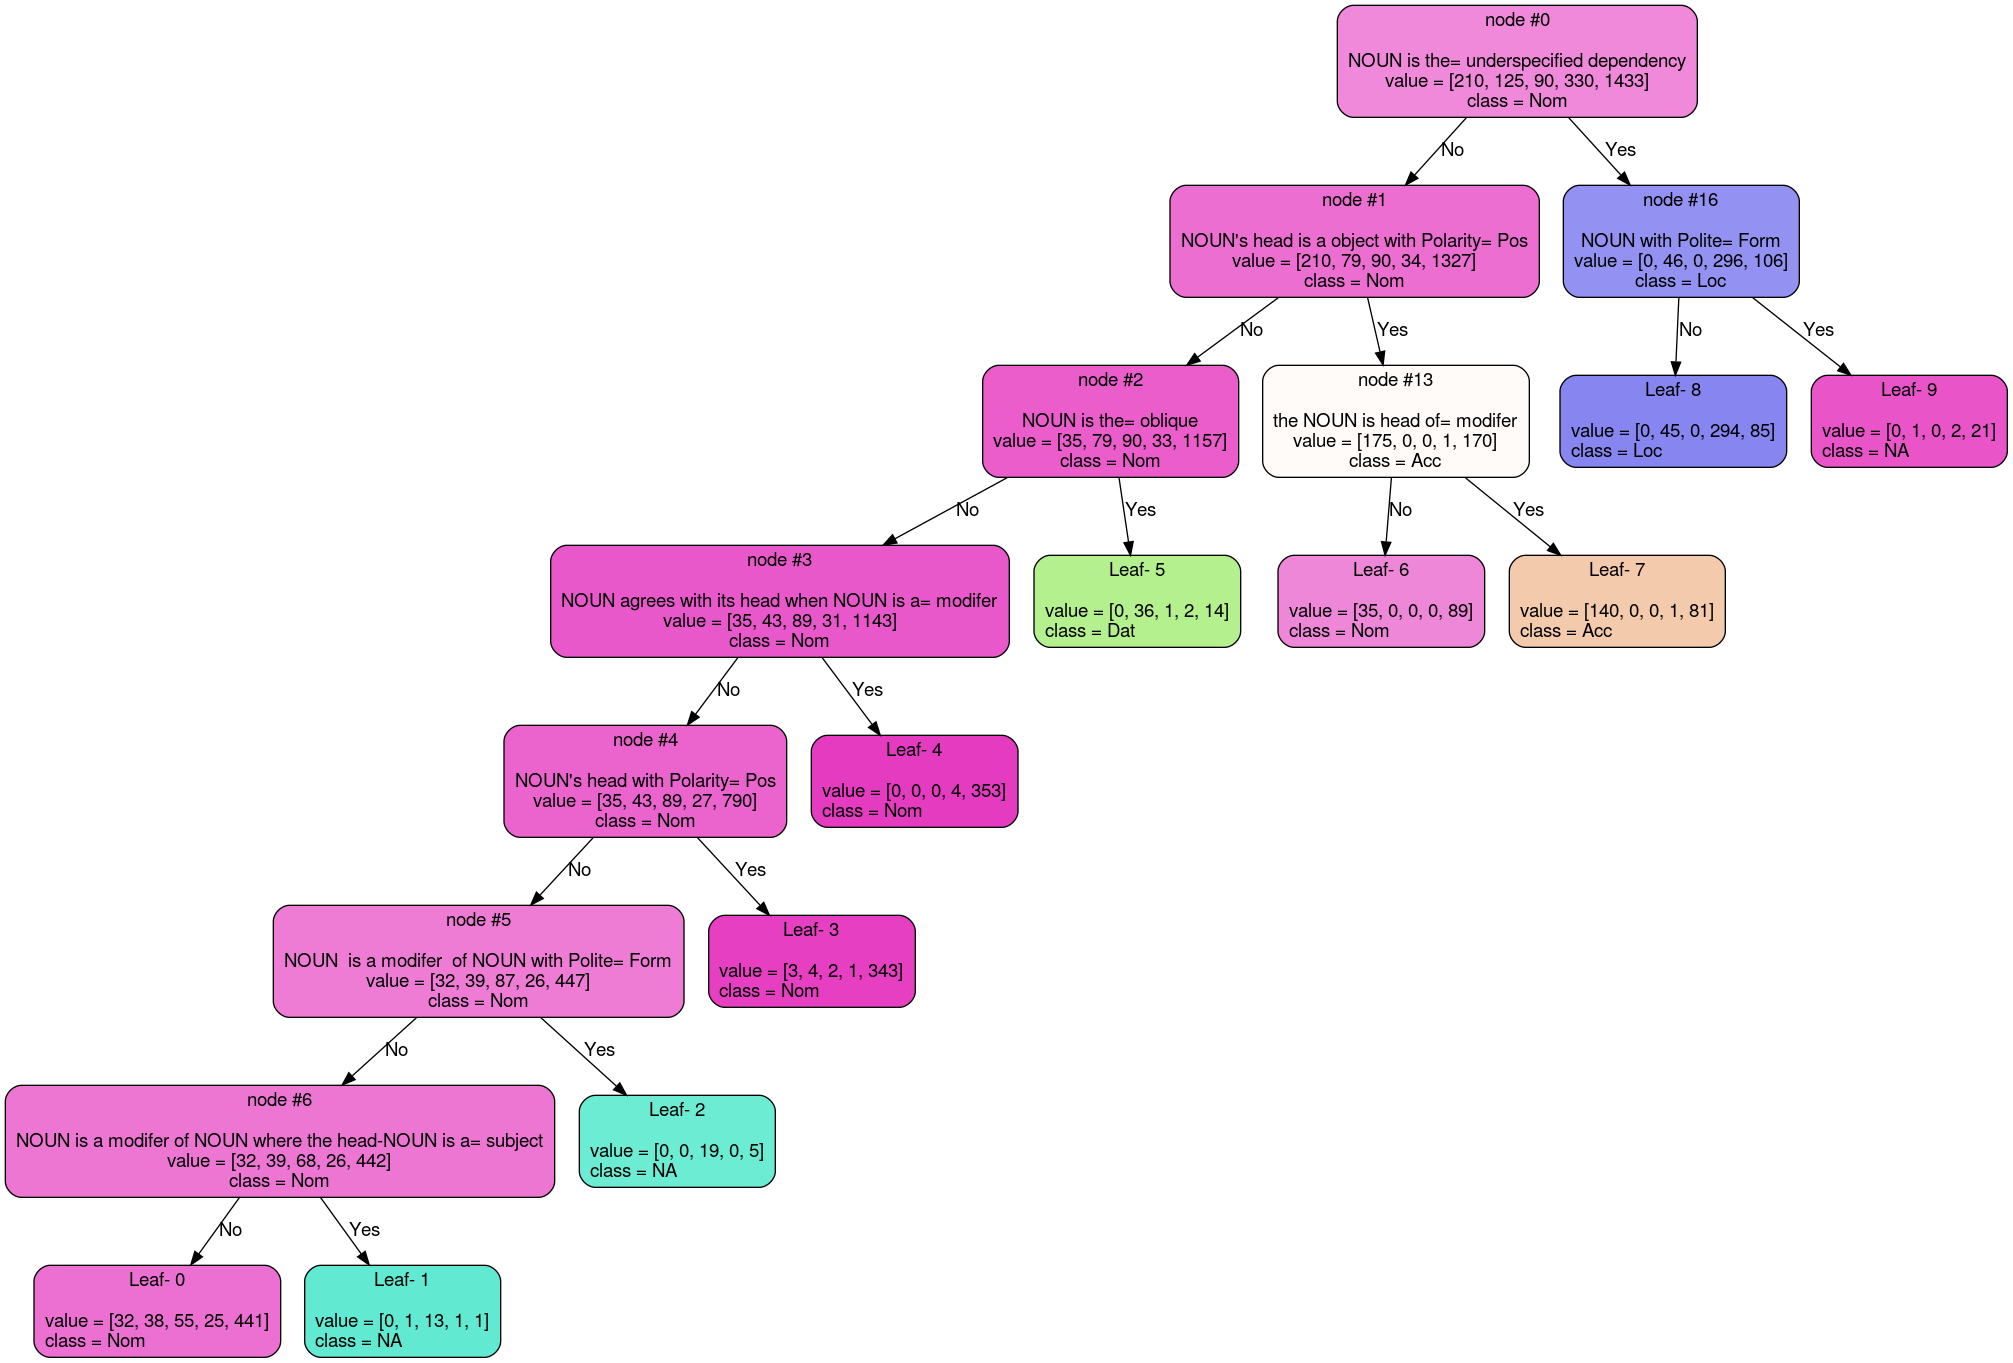 node #0
NOUN is the= underspecified dependency
value = [210, 125, 90, 330, 1433]
class = Nom
No
Yes
node #1
NOUN's head is a object with Polarity= Pos
value = [210, 79, 90, 34, 1327]
class = Nom
node #16
NOUN with Polite= Form
value = [0, 46, 0, 296, 106]
class = Loc
No
Yes
No
Yes
node #2
NOUN is the= oblique
value = [35, 79, 90, 33, 1157]
class = Nom
node #13
the NOUN is head of= modifer
value = [175, 0, 0, 1, 170]
class = Acc
Leaf- 8
value = [0, 45, 0, 294, 85]
class = Loc
Leaf- 9
value = [0, 1, 0, 2, 21]
class = NA
No
Yes
No
Yes
node #3
NOUN agrees with its head when NOUN is a= modifer
value = [35, 43, 89, 31, 1143]
class = Nom
Leaf- 5
value = [0, 36, 1, 2, 14]
class = Dat
Leaf- 6
value = [35, 0, 0, 0, 89]
class = Nom
Leaf- 7
value = [140, 0, 0, 1, 81]
class = Acc
No
Yes
node #4
NOUN's head with Polarity= Pos
value = [35, 43, 89, 27, 790]
class = Nom
Leaf- 4
value = [0, 0, 0, 4, 353]
class = Nom
No
Yes
node #5
NOUN  is a modifer  of NOUN with Polite= Form
value = [32, 39, 87, 26, 447]
class = Nom
Leaf- 3
value = [3, 4, 2, 1, 343]
class = Nom
No
Yes
node #6
NOUN is a modifer of NOUN where the head-NOUN is a= subject
value = [32, 39, 68, 26, 442]
class = Nom
Leaf- 2
value = [0, 0, 19, 0, 5]
class = NA
No
Yes
Leaf- 0
value = [32, 38, 55, 25, 441]
class = Nom
Leaf- 1
value = [0, 1, 13, 1, 1]
class = NA